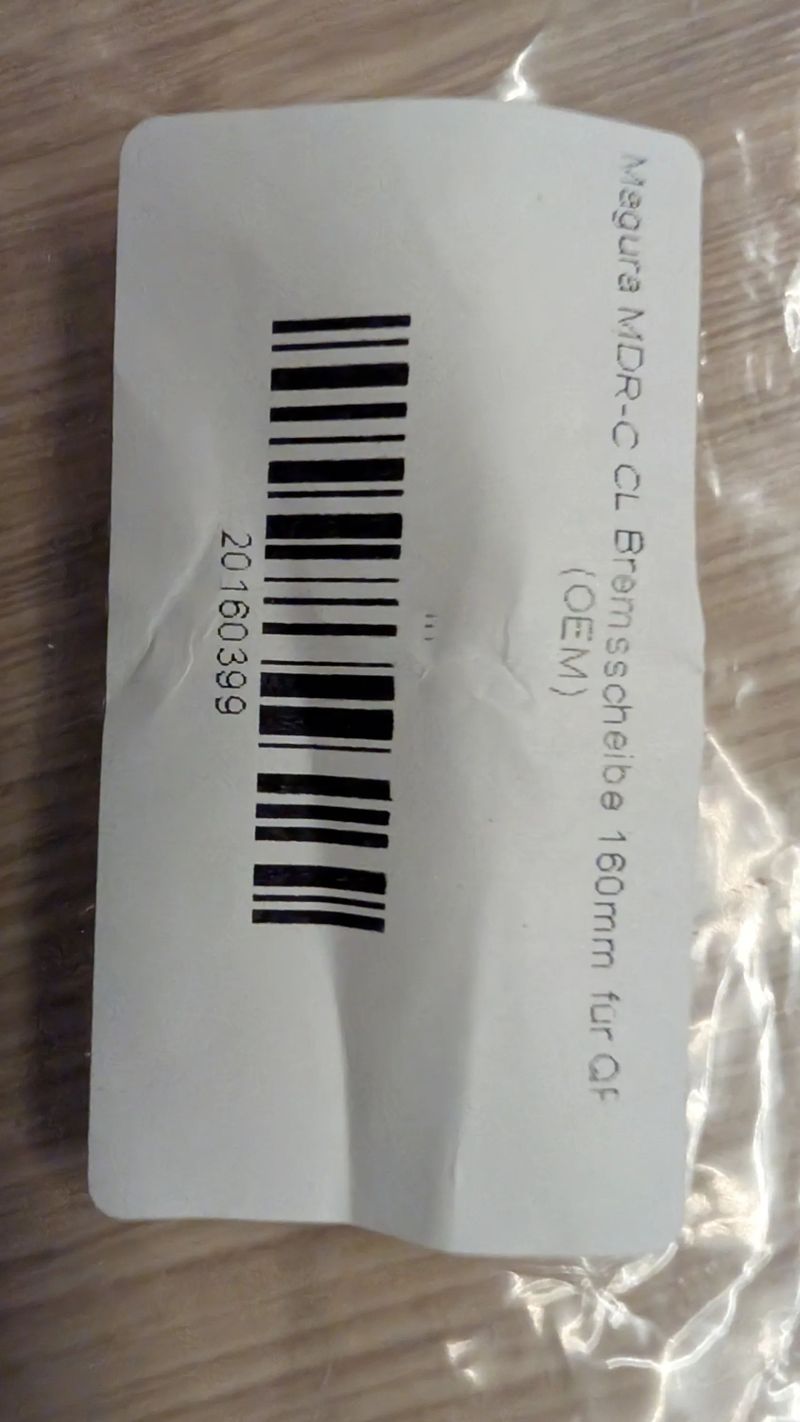 Magura MDR-C CL Bremsscheibe 160mm für QF
(OEM)
20160399